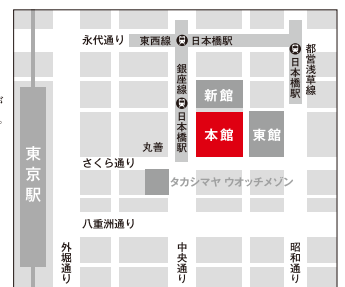 永代通り
東西線
日本橋駅
都営浅草線
日本橋駅
銀座線
日本橋駅
新館
本館
東館
丸善
さくら通り
東京駅
タカシマヤ ウオッチメゾン
八重洲通り
外堀通り
中央通り
昭和通り